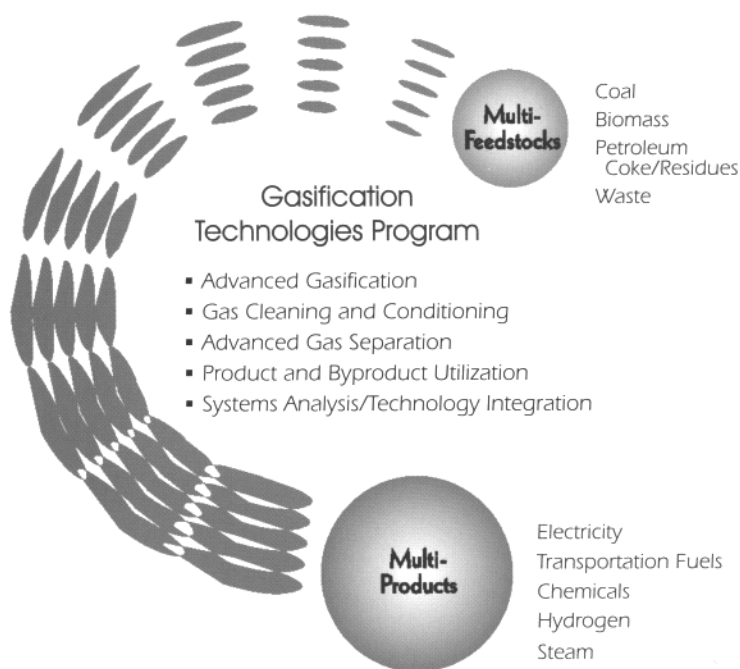 Multi-
Feedstocks
Coal
Biomass
Petroleum
Coke/Residues
Waste
Gasification
Technologies Program
▪ Advanced Gasification
▪ Gas Cleaning and Conditioning
▪ Advanced Gas Separation
▪ Product and Byproduct Utilization
▪ Systems Analysis/Technology Integration
Multi-
Products
Electricity
Transportation Fuels
Chemicals
Hydrogen
Steam